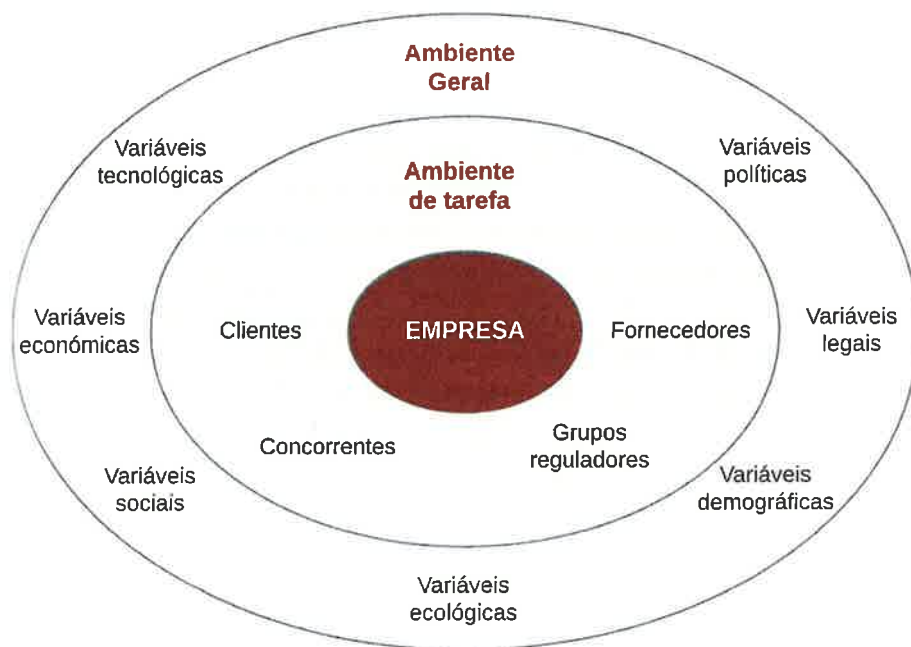 Ambiente
Geral
Variáveis
tecnológicas
Variáveis
políticas
Ambiente
de tarefa
Variáveis
económicas
Clientes
EMPRESA
Fornecedores
Variáveis
legais
Concorrentes
Grupos
reguladores
Variáveis
sociais
Variáveis
demográficas
Variáveis
ecológicas